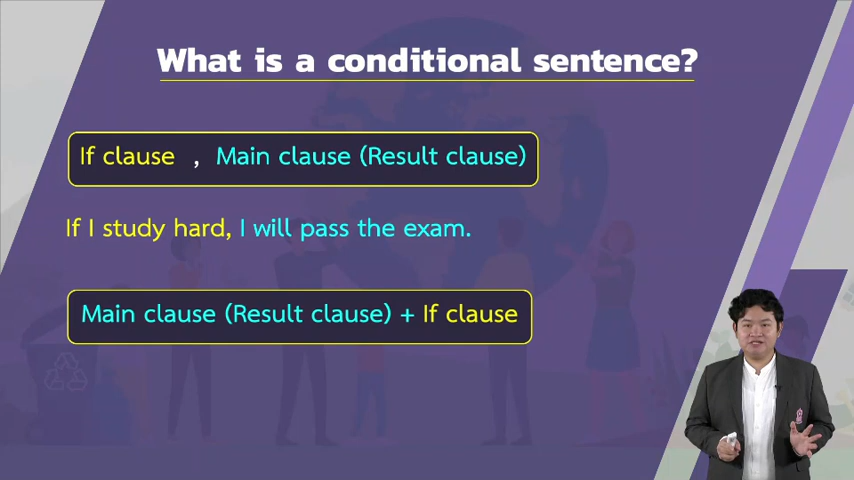 What is a conditional sentence?
If clause , Main clause (Result clause)
If I study hard, I will pass the exam.
Main clause (Result clause) + If clause